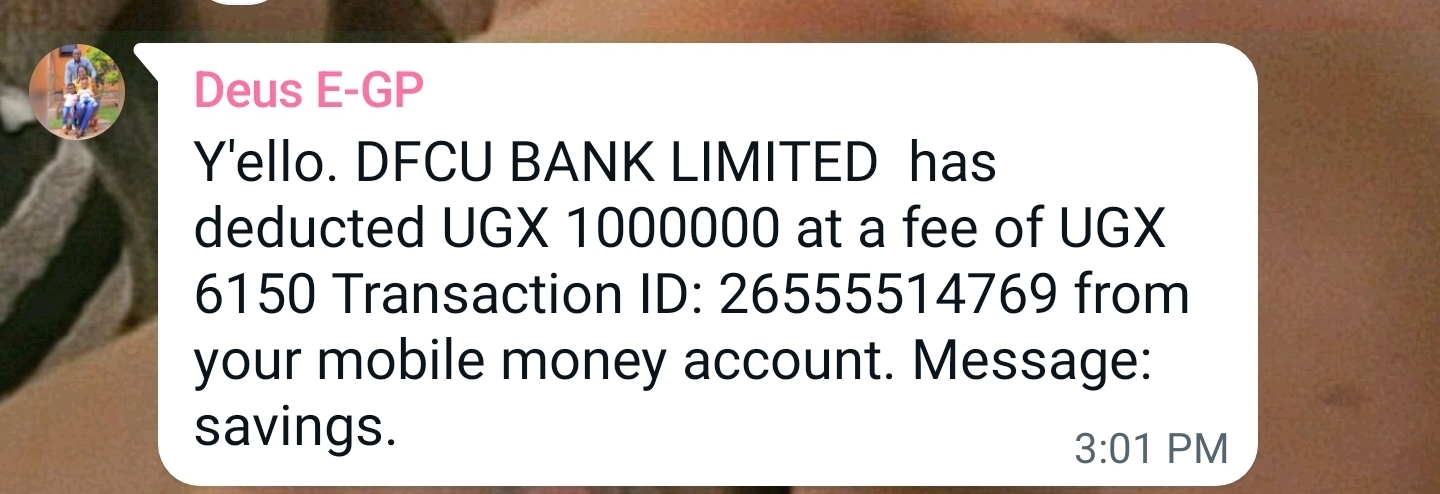 Deus E-GP
Y'ello. DFCU BANK LIMITED  has
deducted UGX 1000000 at a fee of UGX
6150 Transaction ID: 26555514769 from
your mobile money account. Message:
savings.
3:01 PM